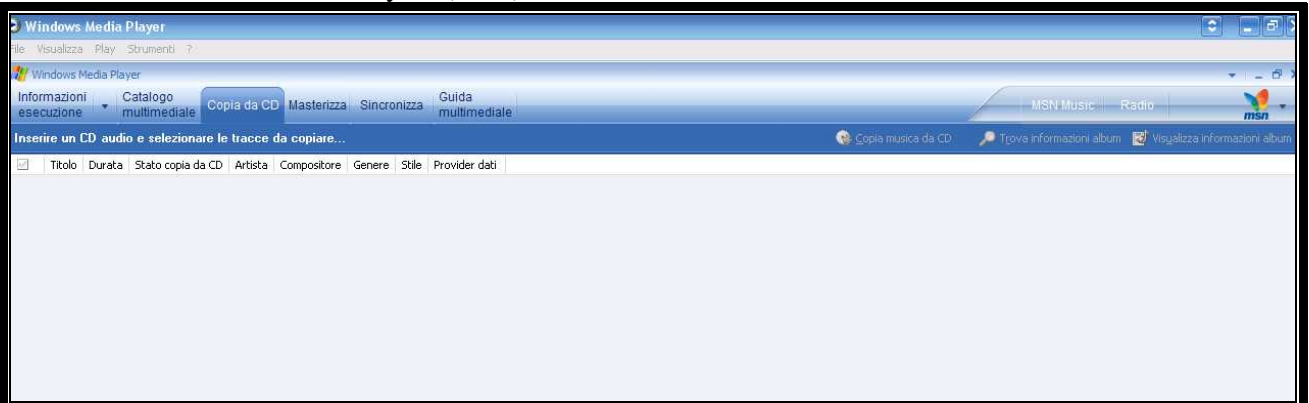 Windows Media Player
File Visualizza Play Strumenti ?
Windows Media Player
Informazioni esecuzione Catalogo multimediale Copia da CD Masterizza Sincronizza Guida multimediale MSN Music Radio msn
Inserire un CD audio e selezionare le tracce da copiare... Copia musica da CD Trova informazioni album Visualizza informazioni album
Titolo Durata Stato copia da CD Artista Compositore Genere Stile Provider dati